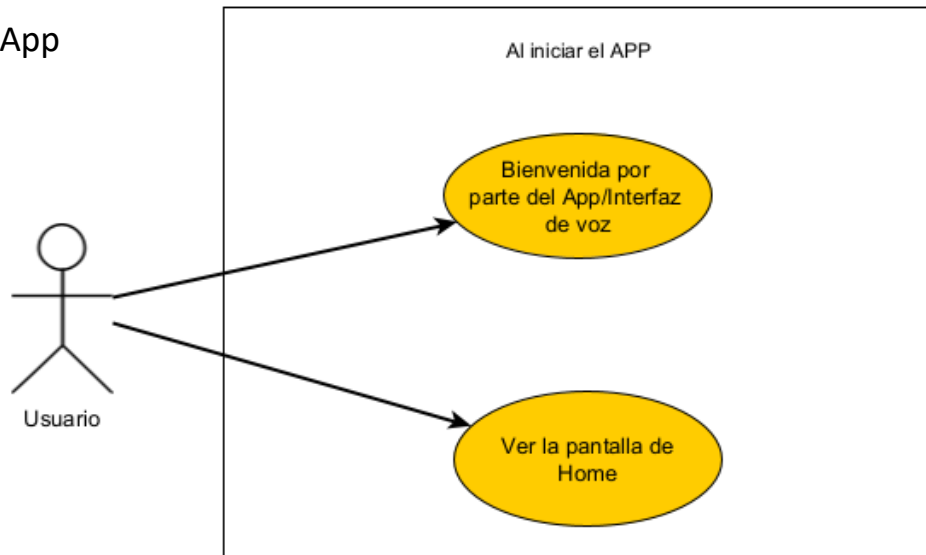 App
Al iniciar el APP
Bienvenida por
parte del App/Interfaz
de voz
Usuario
Ver la pantalla de
Home